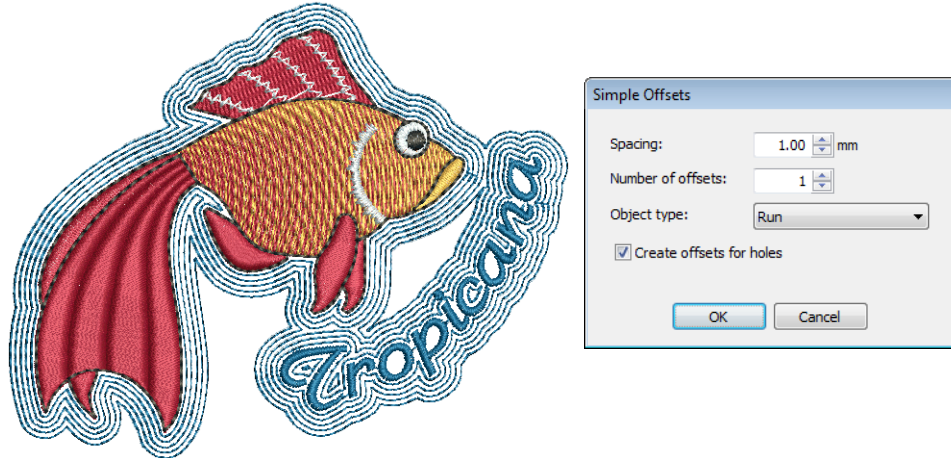 Tropicana
Simple Offsets
Spacing: 1.00 mm
Number of offsets: 1
Object type: Run
Create offsets for holes
OK Cancel